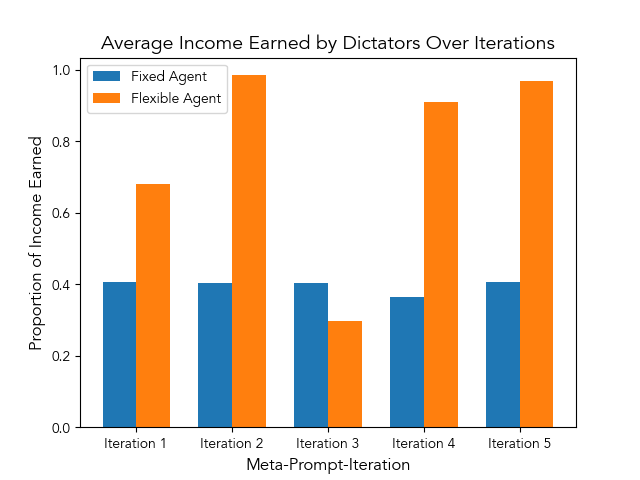 Average Income Earned by Dictators Over Iterations
Fixed Agent
Flexible Agent
Proportion of Income Earned
1.0
0.8
0.6
0.4
0.2
0.0
Iteration 1 Iteration 2 Iteration 3 Iteration 4 Iteration 5
Meta-Prompt-Iteration